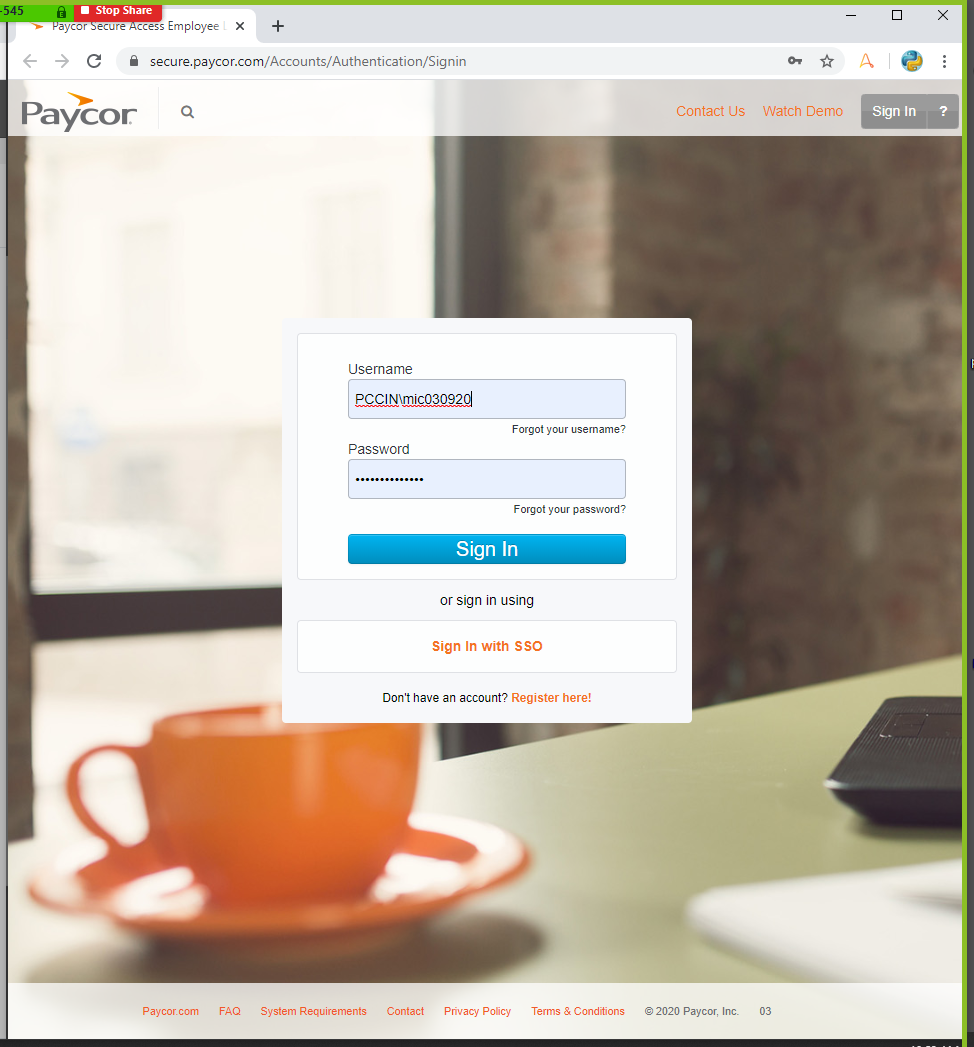 -545 Stop Share
Paycor Secure Access Employee
secure.paycor.com/Accounts/Authentication/Signin
Paycor
Contact Us Watch Demo Sign In ?
Username
PCCIN\mic030920
Forgot your username?
Password
••••••••••••••
Forgot your password?
Sign In
or sign in using
Sign In with SSO
Don't have an account? Register here!
Paycor.com FAQ System Requirements Contact Privacy Policy Terms & Conditions © 2020 Paycor, Inc. 03